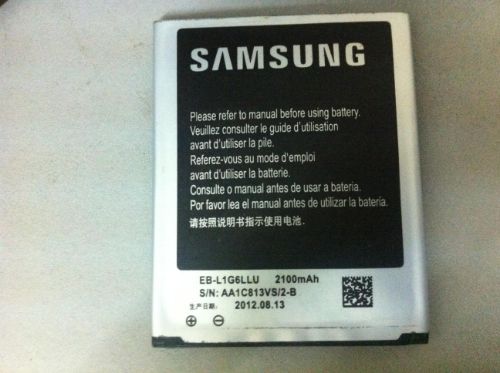 SAMSUNG
Please refer to manual before using battery.
Veuillez consulter le guide d'utilisation
avant d'utiliser la pile.
Referez-vous au mode d'emploi
avant d'utiliser la batterie.
Consulte o manual antes de usar a bateria.
Por favor lea el manual antes de utilizar la batería.
请按照说明书指示使用电池.
EB-L1G6LLU 2100mAh
S/N: AA1C813VS/2-B
生产日期: 2012.08.13
⊕ ⊖